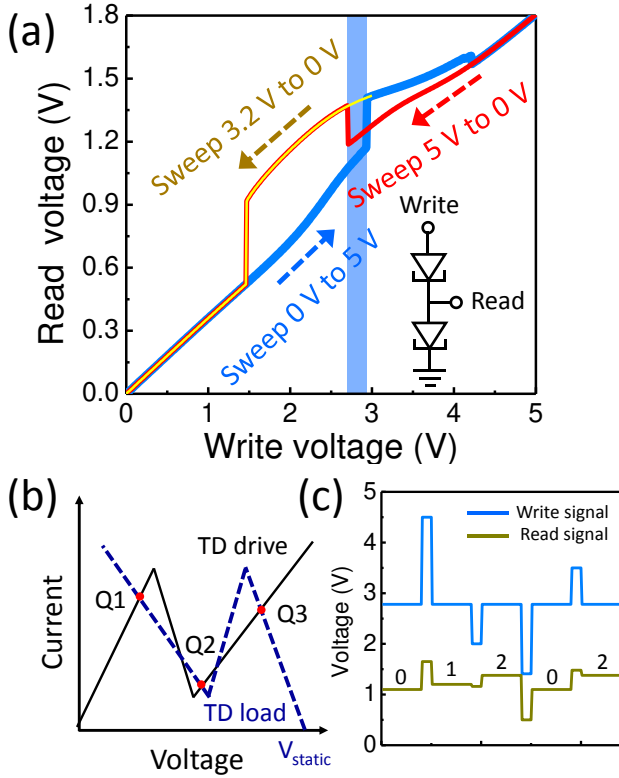 (a)
1.8
1.5
1.2
0.9
0.6
0.3
0.0
Read voltage (V)
Sweep 3.2 V to 0 V
Sweep 5 V to 0 V
Sweep 0 V to 5 V
Write
Read
0 1 2 3 4 5
Write voltage (V)
(b)
Current
TD drive
Q1
Q2
Q3
TD load
Voltage
Vstatic
(c)
5
4
3
2
1
0
Voltage (V)
Write signal
Read signal
0 1 2 0 2